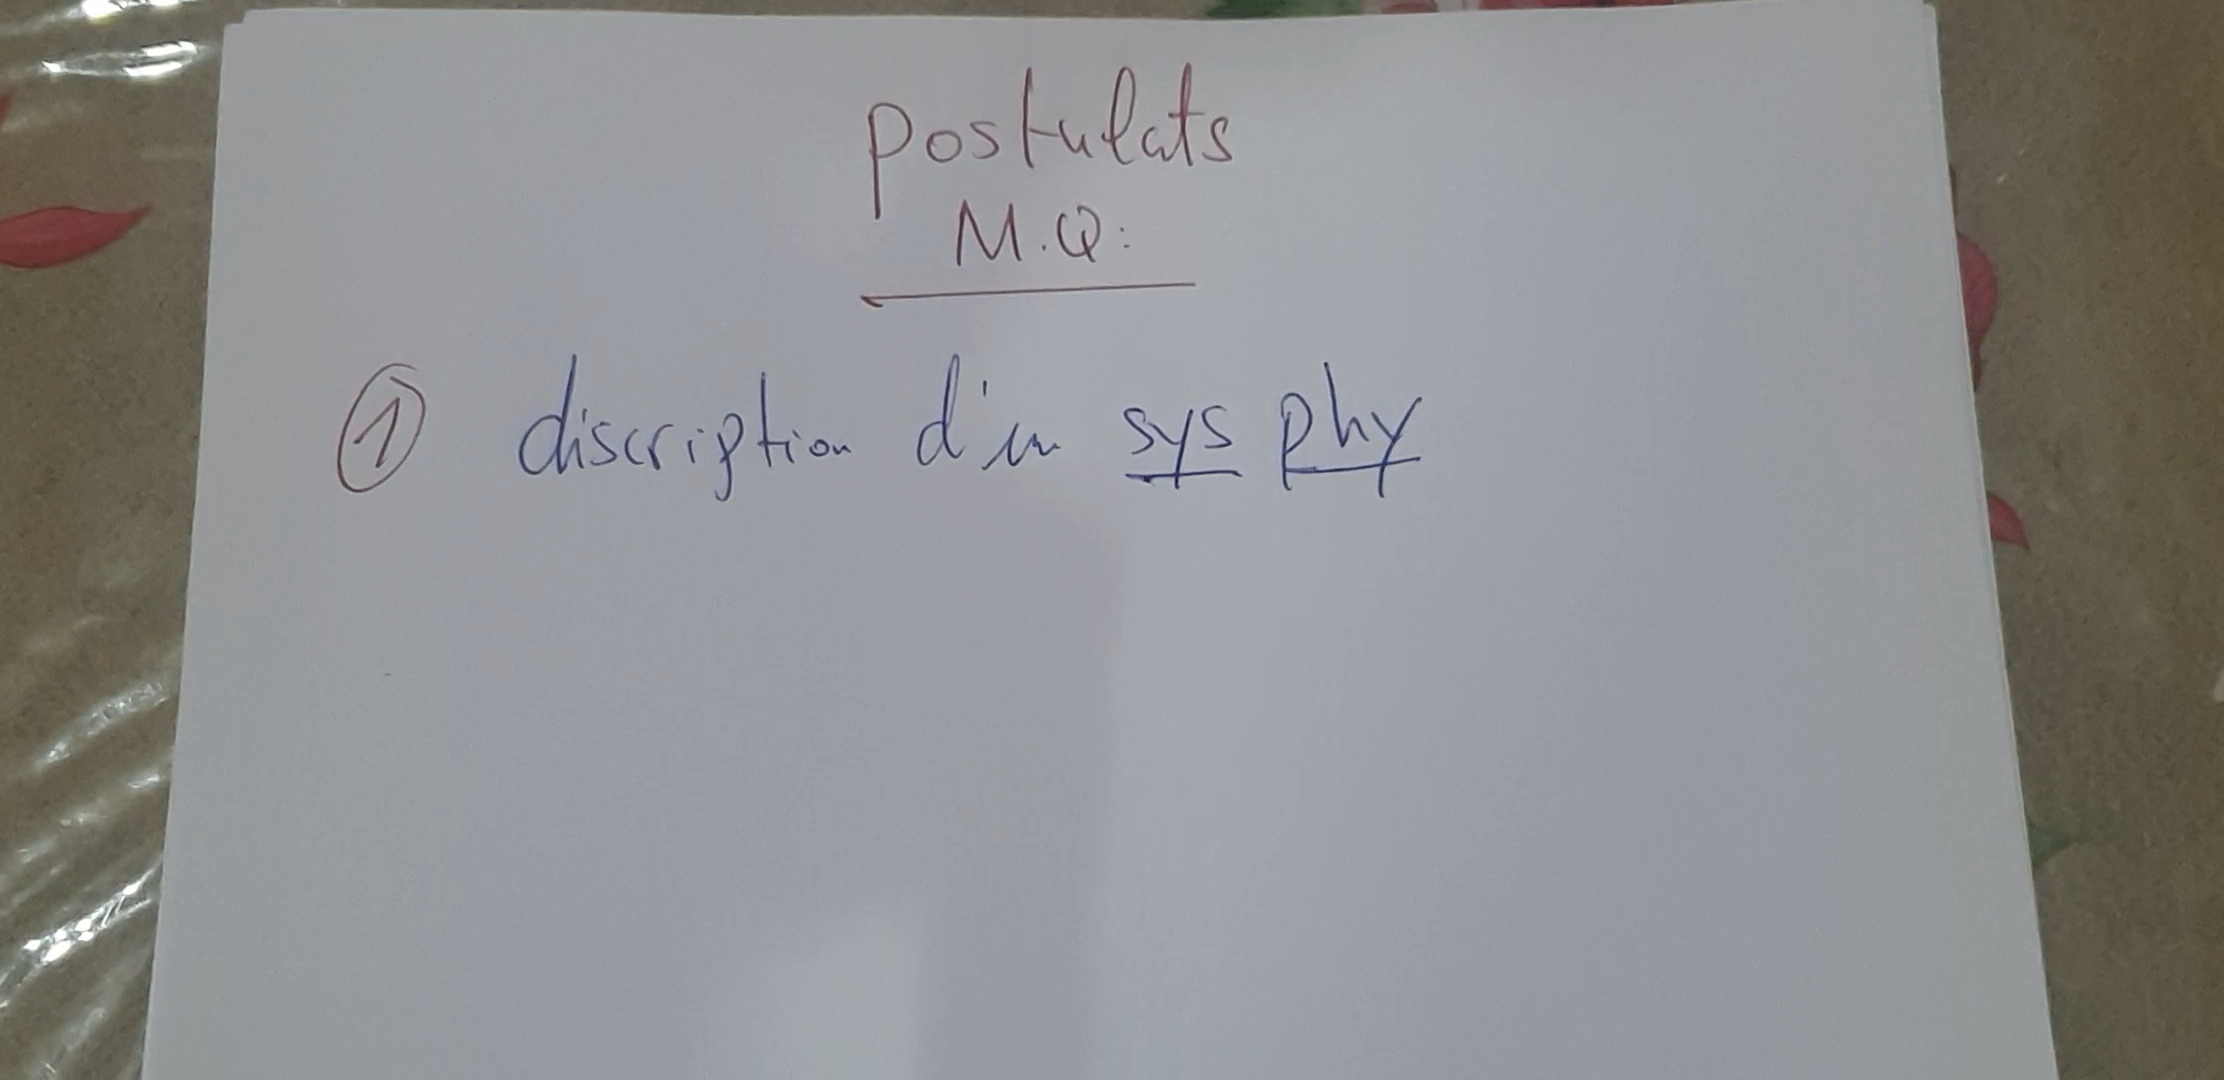 Postulats
M.Q:
① discription d'un sys phy